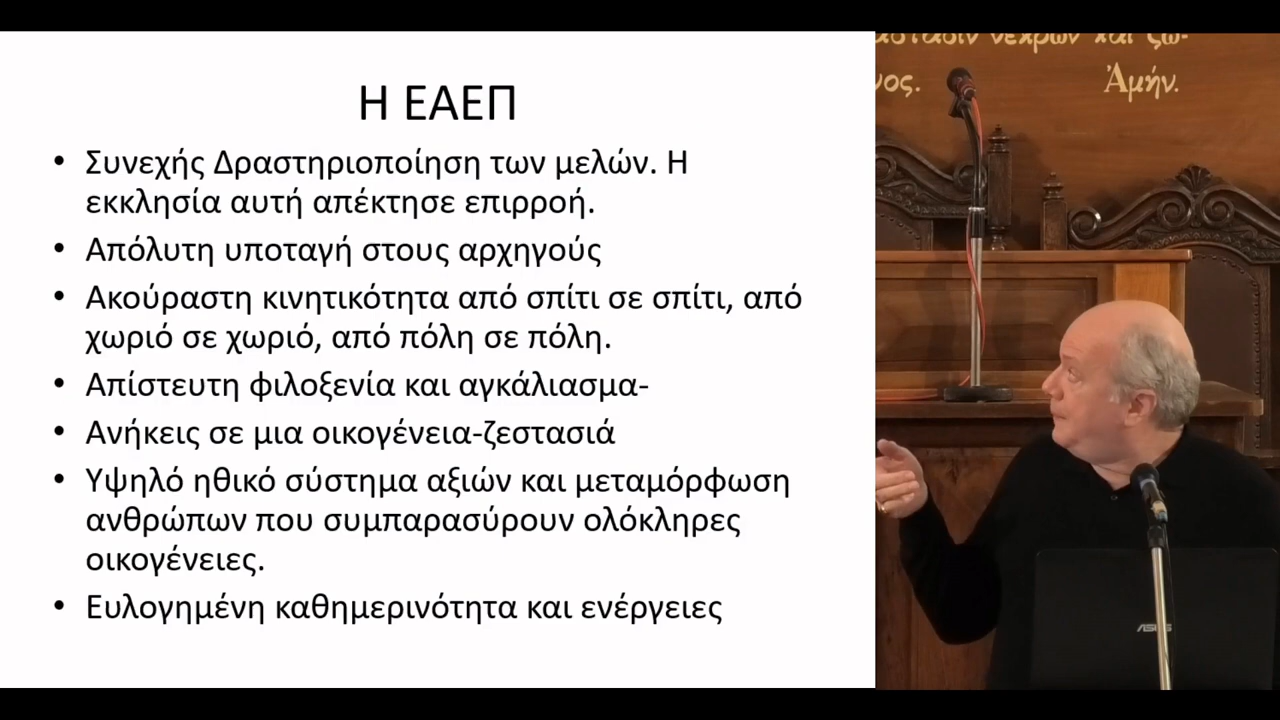 Η ΕΑΕΠ
• Συνεχής Δραστηριοποίηση των μελών. Η
εκκλησία αυτή απέκτησε επιρροή.
• Απόλυτη υποταγή στους αρχηγούς
• Ακούραστη κινητικότητα από σπίτι σε σπίτι, από
χωριό σε χωριό, από πόλη σε πόλη.
• Απίστευτη φιλοξενία και αγκάλιασμα-
• Ανήκεις σε μια οικογένεια-ζεστασιά
• Υψηλό ηθικό σύστημα αξιών και μεταμόρφωση
ανθρώπων που συμπαρασύρουν ολόκληρες
οικογένειες.
• Ευλογημένη καθημερινότητα και ενέργειες
νεκρών και ζω-
Ἀμήν.
ASUS